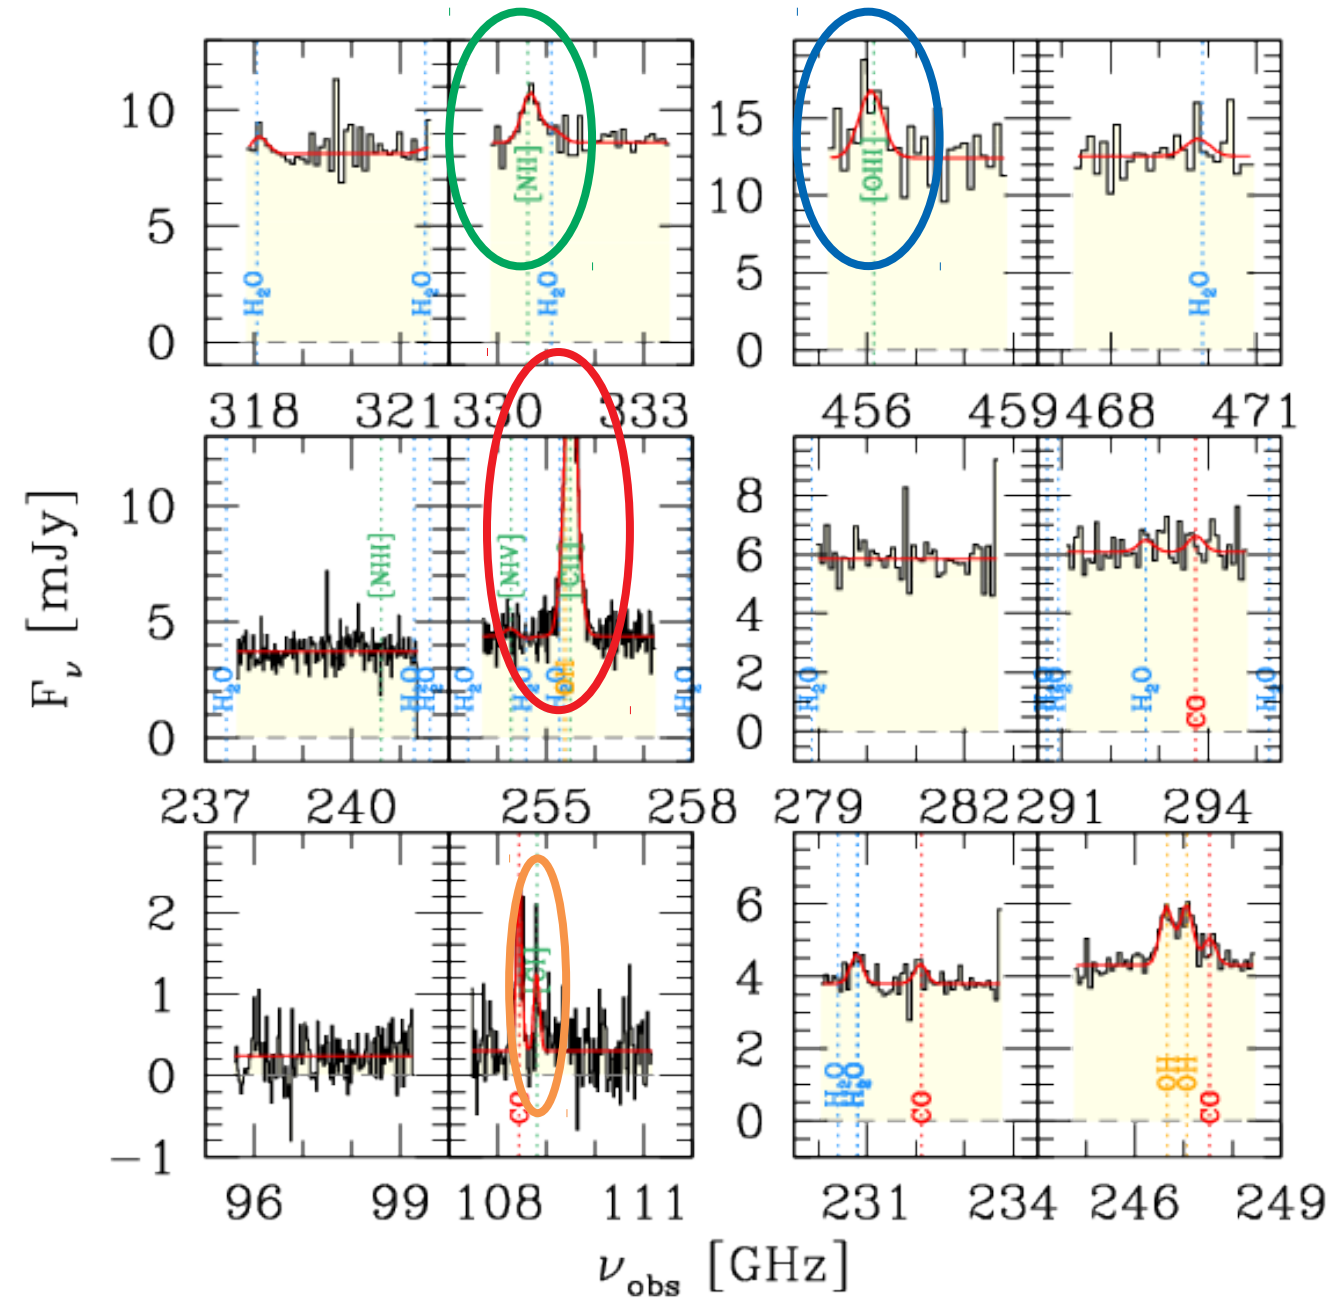 10
5
0
H₂O
H₂O
[NII]
H₂O
15
10
5
0
[OIII]
H₂O
318 321 330 333
456 459 468 471
10
5
0
H₂O
[NII]
H₂O
H₂O
H₂O
[NIV]
H₂O
H₂O
OH
[CII]
H₂O
8
6
4
2
0
H₂O
H₂O
H₂O
H₂O
CO
H₂O
237 240 255 258
279 282 291 294
2
1
0
−1
CO
[CI]
6
4
2
0
H₂O
H₂O
CO
OH
OH
CO
96 99 108 111
231 234 246 249
Fν [mJy]
νobs [GHz]